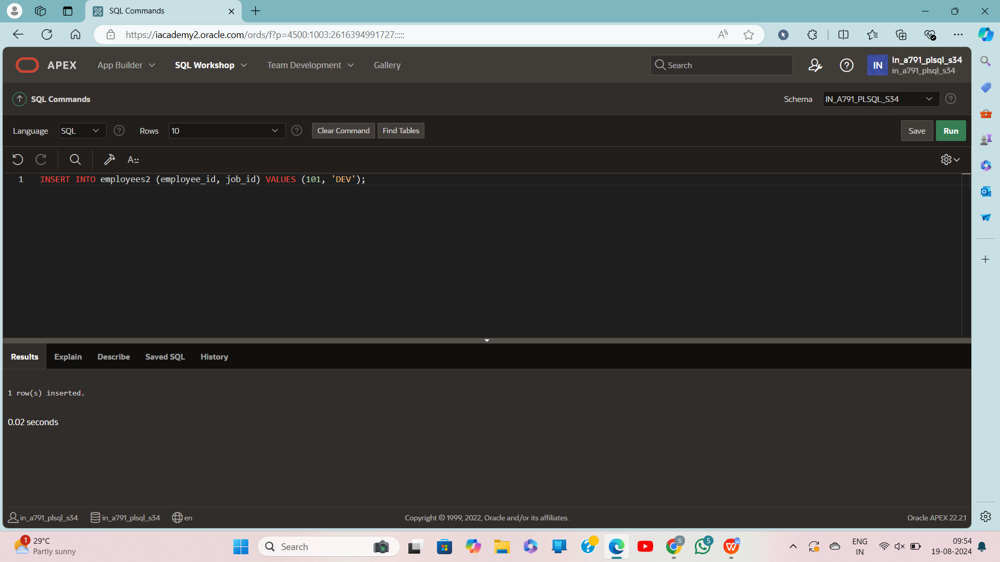 SQL Commands
https://iacademy2.oracle.com/ords/f?p=4500:1003:2616394991727:::::
APEX App Builder SQL Workshop Team Development Gallery Search IN in_a791_plsql_s34
in_a791_plsql_s34
SQL Commands Schema IN_A791_PLSQL_S34
Language SQL Rows 10 Clear Command Find Tables Save Run
A::
1 INSERT INTO employees2 (employee_id, job_id) VALUES (101, 'DEV');
Results Explain Describe Saved SQL History
1 row(s) inserted.
0.02 seconds
in_a791_plsql_s34 in_a791_plsql_s34 en Copyright © 1999, 2022, Oracle and/or its affiliates. Oracle APEX 22.2.1
1 29°C
Partly sunny
Search
S
5
ENG
IN
09:54
19-08-2024